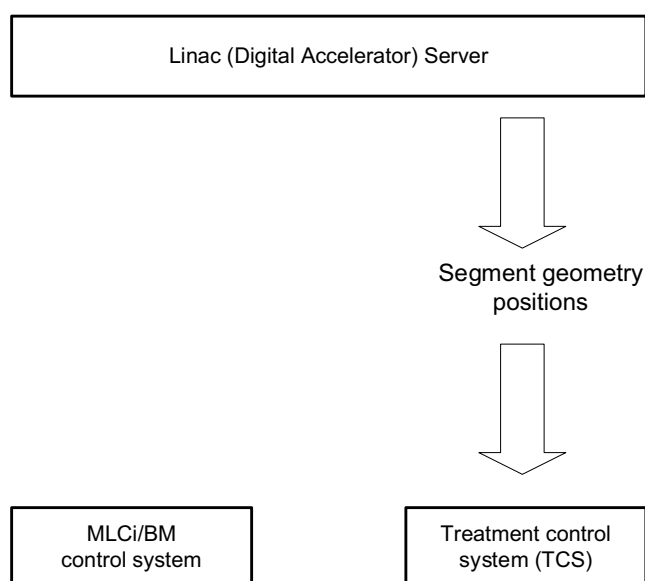 Linac (Digital Accelerator) Server
Segment geometry
positions
MLCi/BM
control system
Treatment control
system (TCS)